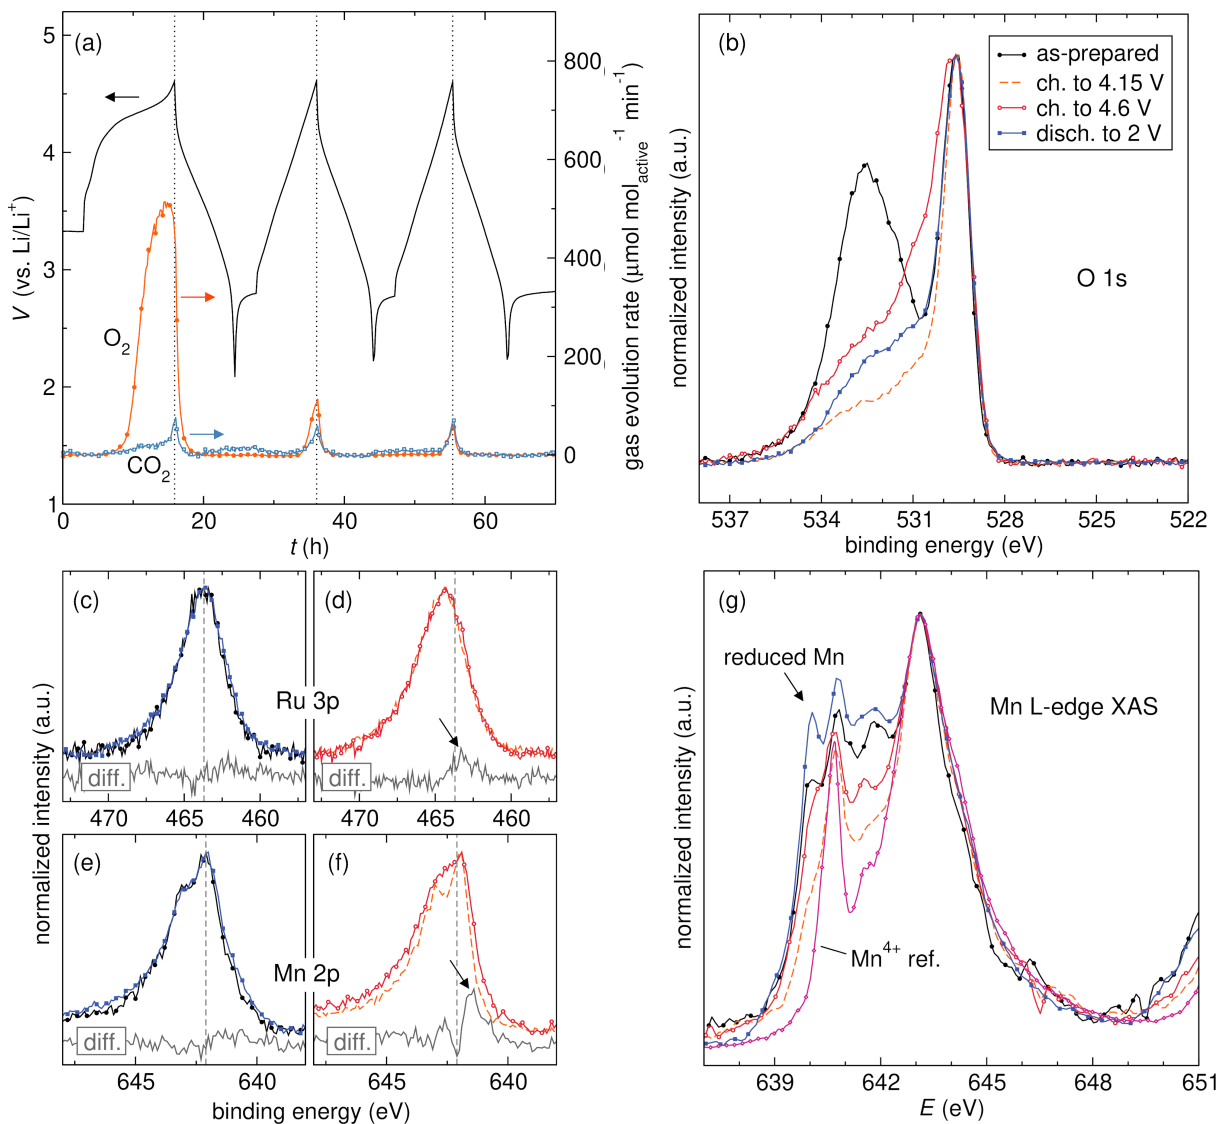 (a)
V (vs. Li/Li+)
5
4
3
2
1
O2
CO2
0
20
40
60
t (h)
800
600
400
200
0
gas evolution rate (μmol molactive-1 min-1)
(b)
as-prepared
ch. to 4.15 V
ch. to 4.6 V
disch. to 2 V
O 1s
normalized intensity (a.u.)
537
534
531
528
525
522
binding energy (eV)
(c)
(d)
Ru 3p
diff.
diff.
470
465
460
470
465
460
(e)
(f)
Mn 2p
diff.
diff.
645
640
645
640
normalized intensity (a.u.)
binding energy (eV)
(g)
reduced Mn
Mn L-edge XAS
Mn4+ ref.
normalized intensity (a.u.)
639
642
645
648
651
E (eV)